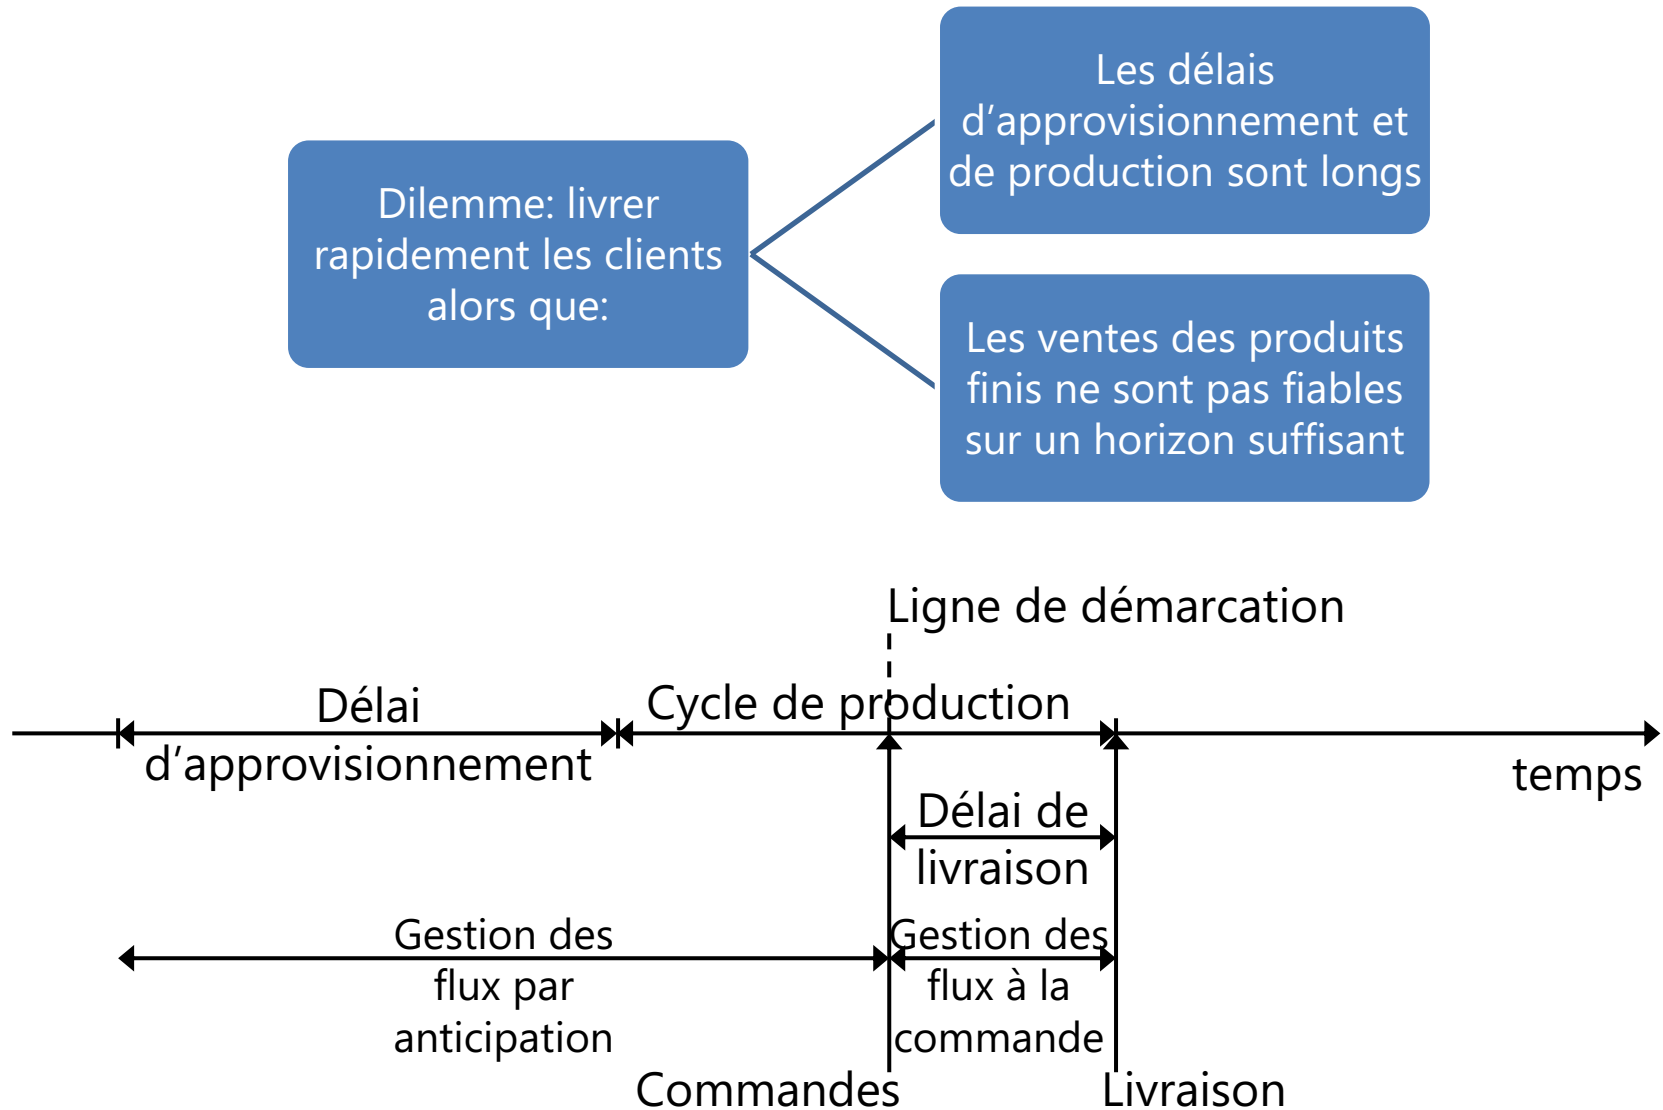 Dilemme: livrer
rapidement les clients
alors que:
Les délais
d’approvisionnement et
de production sont longs
Les ventes des produits
finis ne sont pas fiables
sur un horizon suffisant
Ligne de démarcation
Délai
d’approvisionnement
Cycle de production
temps
Délai de
livraison
Gestion des
flux par
anticipation
Gestion des
flux à la
commande
Commandes
Livraison